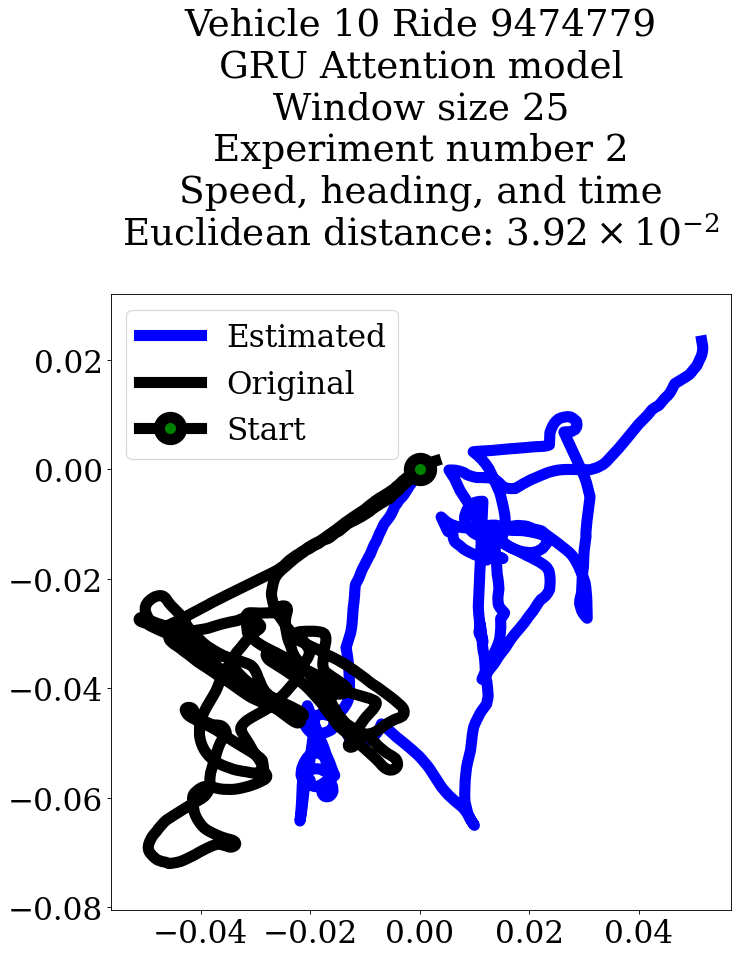 Vehicle 10 Ride 9474779
GRU Attention model
Window size 25
Experiment number 2
Speed, heading, and time
Euclidean distance: 3.92 × 10⁻²
Estimated
Original
Start
0.02
0.00
−0.02
−0.04
−0.06
−0.08
−0.04 −0.02 0.00 0.02 0.04